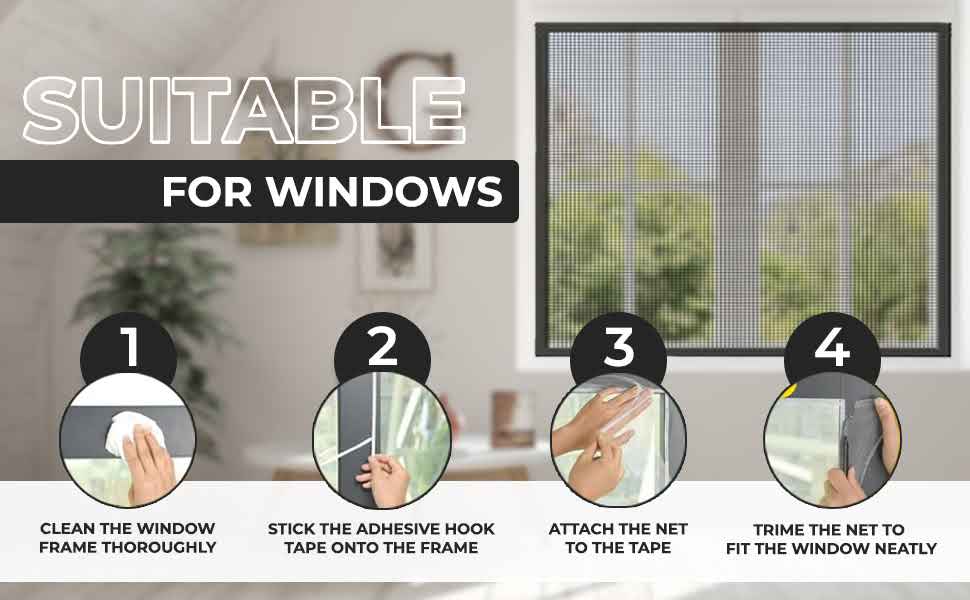 SUITABLE
FOR WINDOWS
1
2
3
4
CLEAN THE WINDOW
FRAME THOROUGHLY
STICK THE ADHESIVE HOOK
TAPE ONTO THE FRAME
ATTACH THE NET
TO THE TAPE
TRIME THE NET TO
FIT THE WINDOW NEATLY